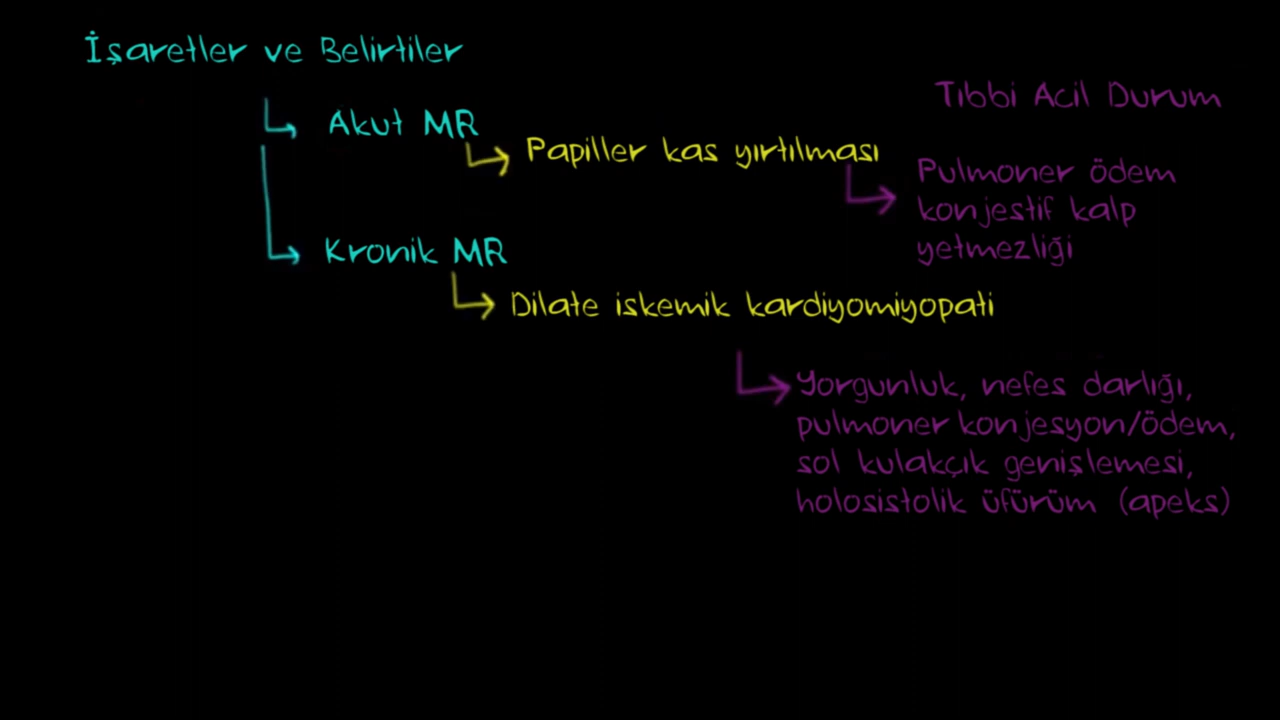 İşaretler ve Belirtiler
Tıbbi Acil Durum
Akut MR
Papiller kas yırtılması
Pulmoner ödem
konjestif kalp
yetmezliği
Kronik MR
Dilate iskemik kardiyomiyopati
Yorgunluk, nefes darlığı,
pulmoner konjesyon/ödem,
sol kulakçık genişlemesi,
holosistolik üfürüm (apeks)